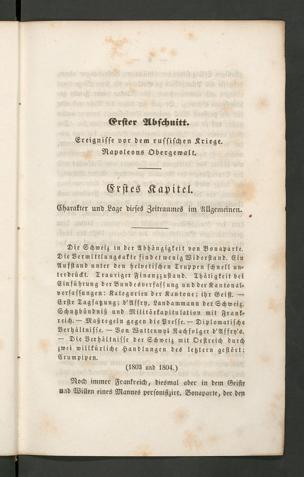 Erster Abschnitt.
Ereignisse vor dem russischen Kriege.
Napoleons Obergewalt.
Erstes Kapitel.
Charakter und Lage dieses Zeitraumes im Allgemeinen.
Die Schweiz in der Abhängigkeit von Bonaparte.
Die Vermittlungsakte findet wenig Widerstand. Ein
Aufstand unter den helvetischen Truppen schnell un-
terdrückt. Trauriger Finanzzustand. Thätigkeit bei
Einführung der Bundesverfassung und der Kantonal-
verfassungen: Kategorien der Kantone; ihr Geist. —
Erste Tagsatzung; d'Affry, Landammann der Schweiz;
Schutzbündniß und Militärkapitulation mit Frank-
reich. — Maßregeln gegen die Presse. — Diplomatische
Verhältnisse. — Von Wattenwyl Nachfolger d'Affry's.
— Die Verhältnisse der Schweiz mit Oestreich durch
zwei willkürliche Handlungen des letztern gestört:
Crumpipen.
(1803 und 1804.)
Noch immer Frankreich, diesmal aber in dem Geiste
und Willen eines Mannes personifizirt. Bonaparte, der den